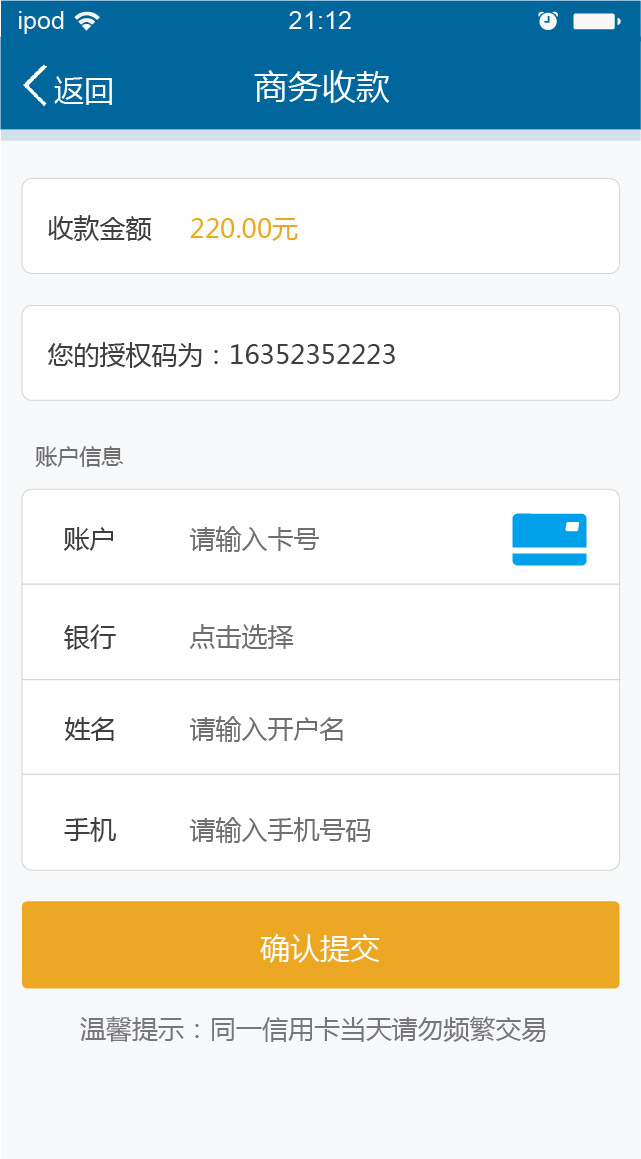 ipod 21:12
返回 商务收款
收款金额 220.00元
您的授权码为：16352352223
账户信息
账户 请输入卡号
银行 点击选择
姓名 请输入开户名
手机 请输入手机号码
确认提交
温馨提示：同一信用卡当天请勿频繁交易